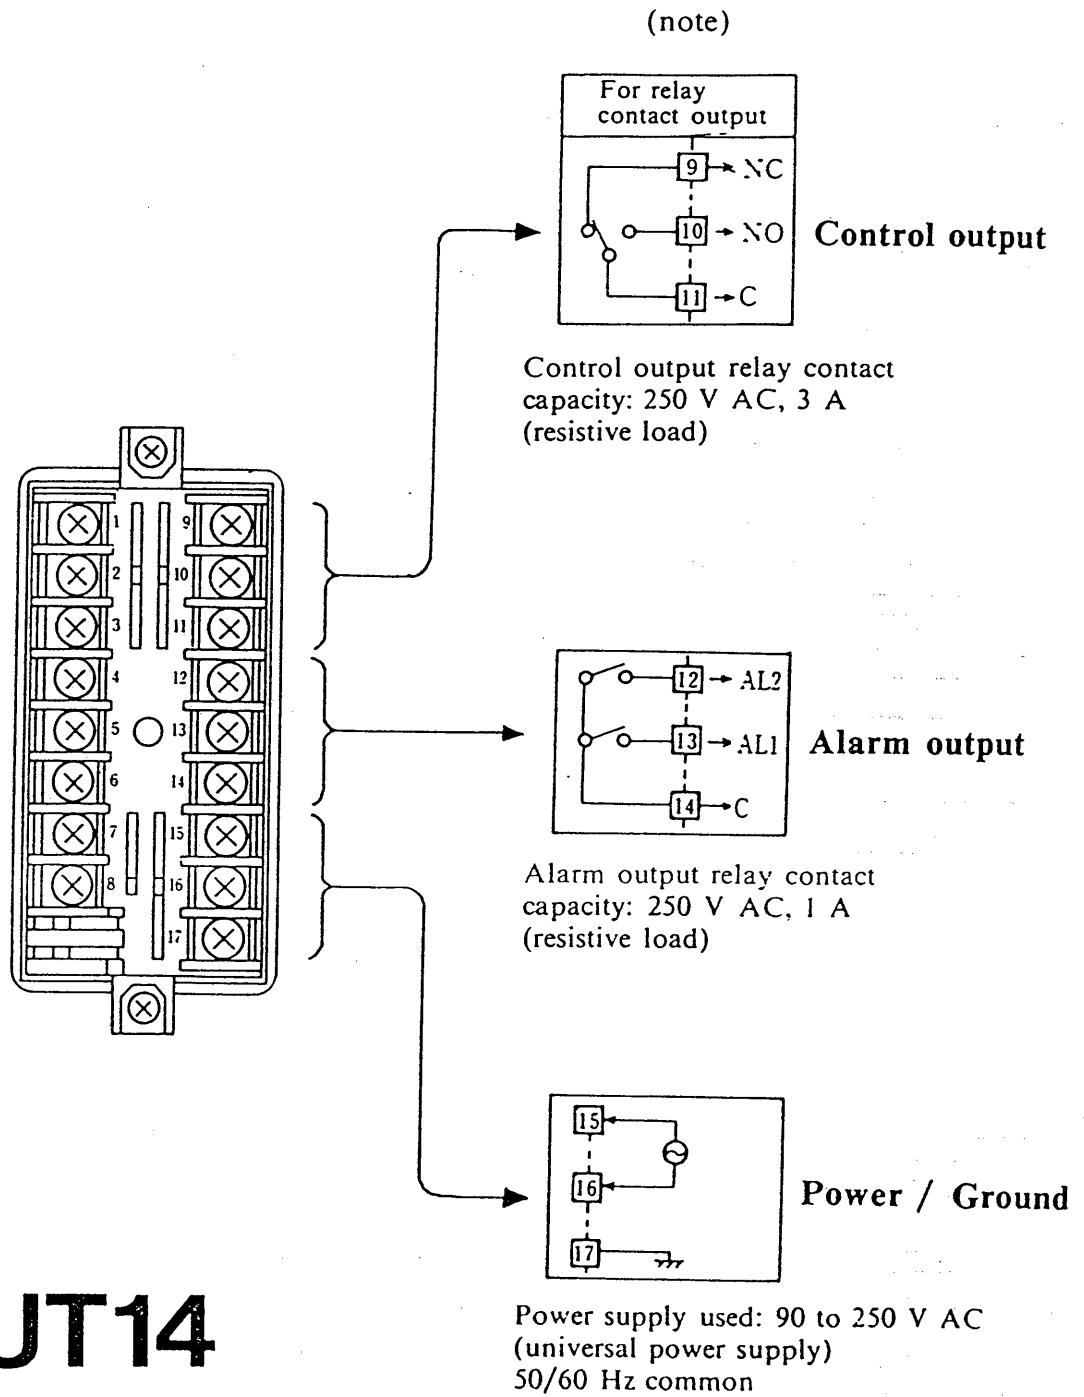 (note)
For relay
contact output
9 NC
10 NO
11 C
Control output
Control output relay contact
capacity: 250 V AC, 3 A
(resistive load)
1 9
2 10
3 11
4 12
5 13
6 14
7 15
8 16
17
12 AL2
13 AL1
14 C
Alarm output
Alarm output relay contact
capacity: 250 V AC, 1 A
(resistive load)
15
16
17
Power / Ground
Power supply used: 90 to 250 V AC
(universal power supply)
50/60 Hz common
UT14